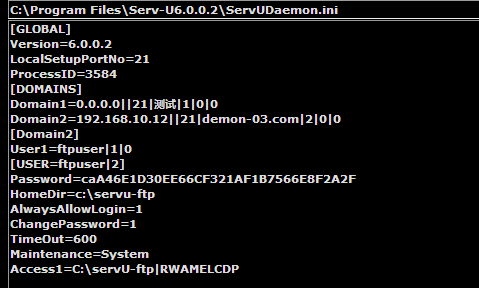 C:\Program Files\Serv-U6.0.0.2\ServUDaemon.ini
[GLOBAL]
Version=6.0.0.2
LocalSetupPortNo=21
ProcessID=3584
[DOMAINS]
Domain1=0.0.0.0||21|测试|1|0|0
Domain2=192.168.10.12||21|demon-03.com|2|0|0
[Domain2]
User1=ftpuser|1|0
[USER=ftpuser|2]
Password=caA46E1D30EE66CF321AF1B7566E8F2A2F
HomeDir=c:\servu-ftp
AlwaysAllowLogin=1
ChangePassword=1
TimeOut=600
Maintenance=System
Access1=C:\servU-ftp|RWAMELCDP